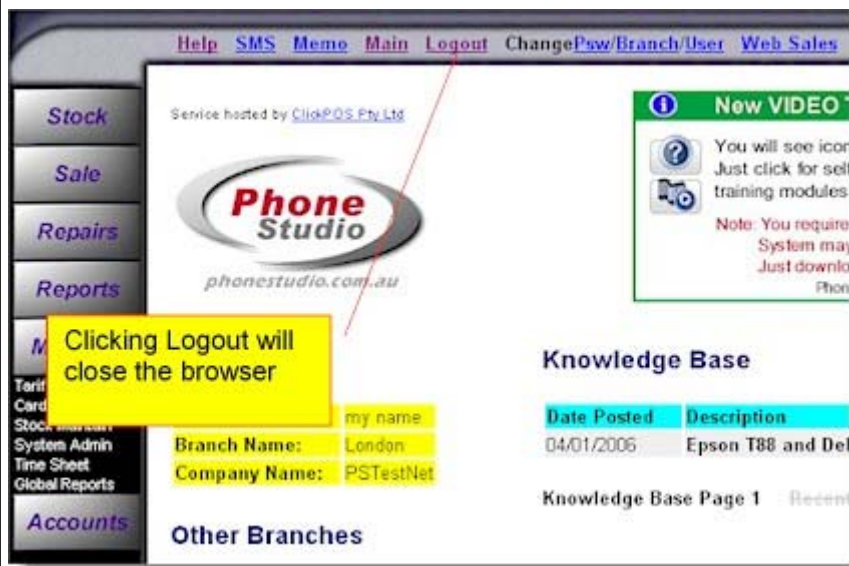 Help SMS Memo Main Logout ChangePsw/Branch/User Web Sales
Stock
Sale
Repairs
Reports
M
Tarif
Card
System Admin
Time Sheet
Global Reports
Accounts
Service hosted by ClickPOS Pty Ltd
Phone
Studio
phonestudio.com.au
New VIDEO T
You will see icon
Just click for self
training modules
Note: You require
System may
Just downlo
Phon
Clicking Logout will
close the browser
my name
Branch Name: London
Company Name: PSTestNet
Other Branches
Knowledge Base
Date Posted Description
04/01/2006 Epson T88 and Del
Knowledge Base Page 1 Recent